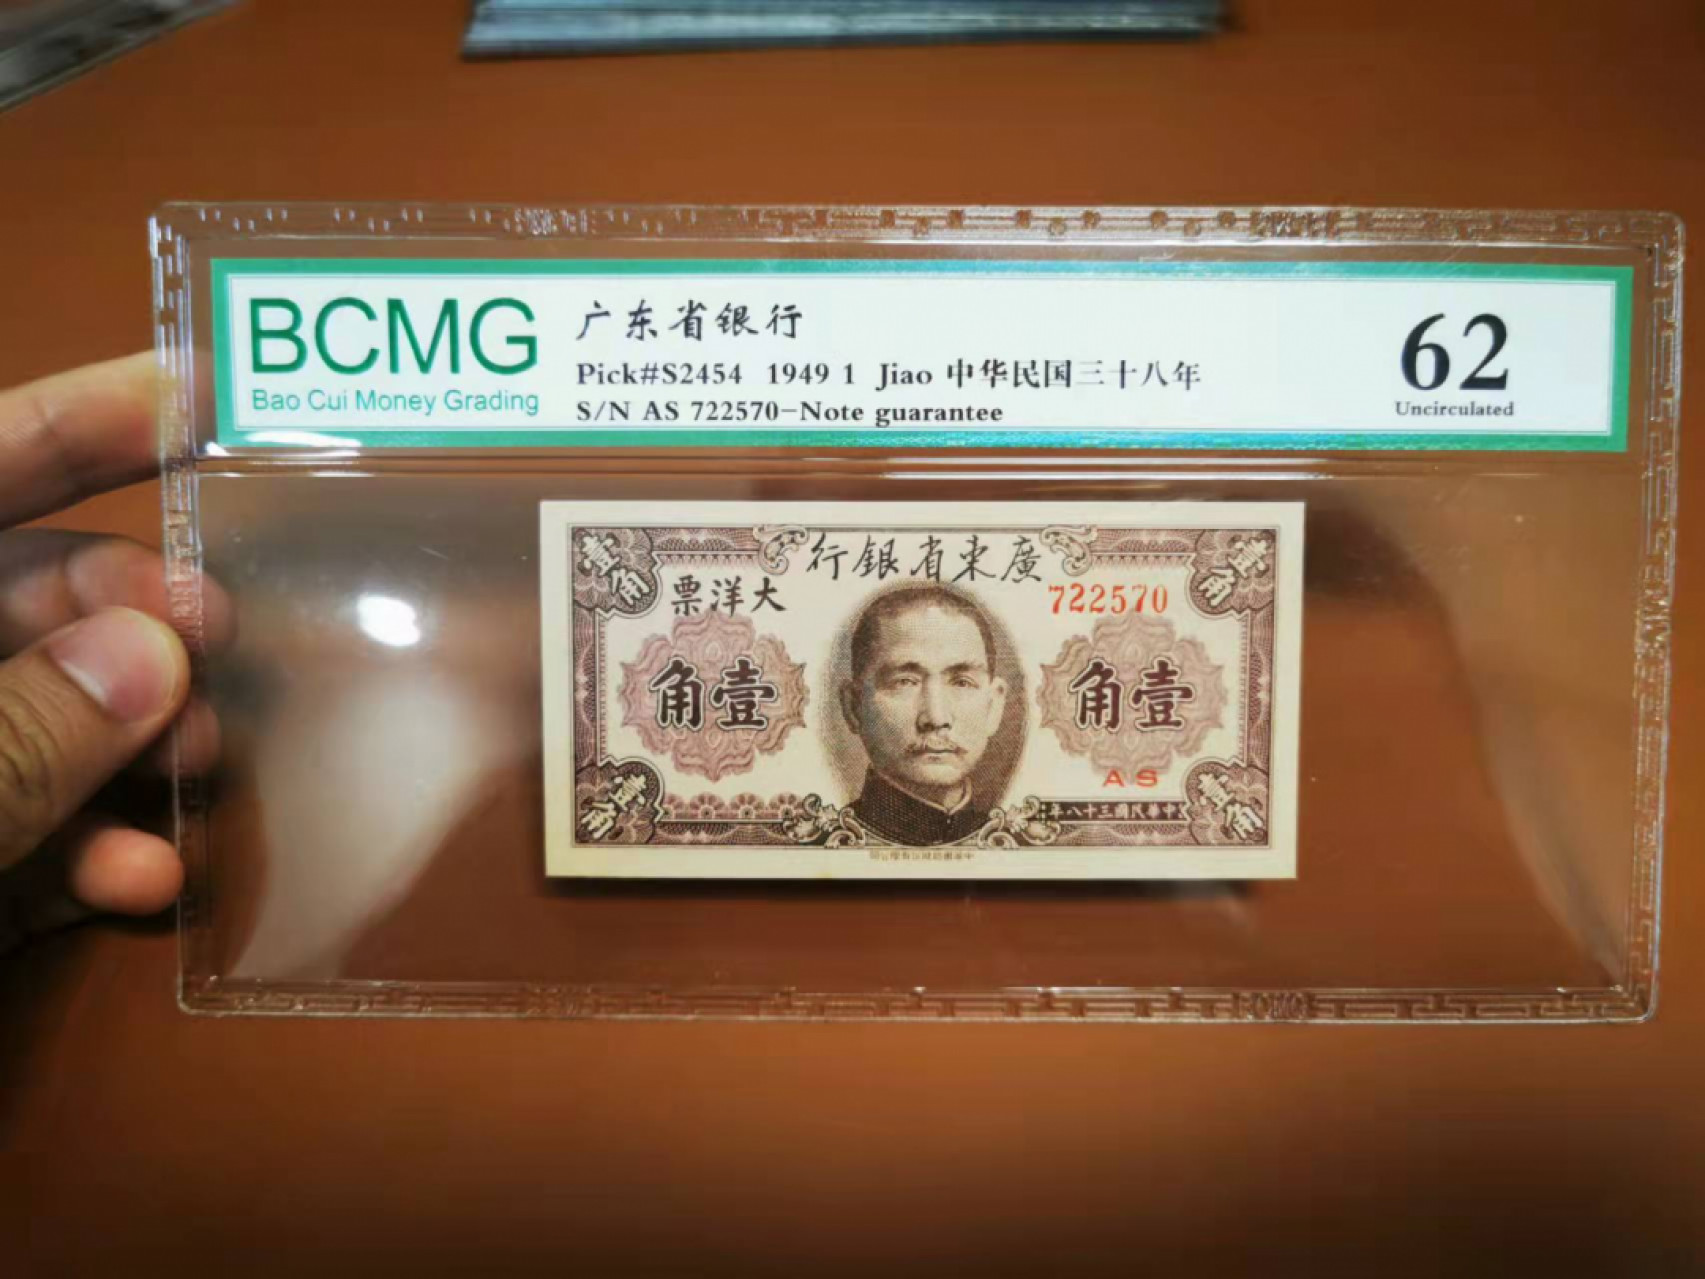 BCMG
Bao Cui Money Grading
广东省银行
Pick#S2454 1949 1 Jiao 中华民国三十八年
S/N AS 722570-Note guarantee
62
Uncirculated
行銀省東廣
票洋大
722570
壹角
壹角
角壹
角壹
AS
壹角
壹角
年八十三國民華中